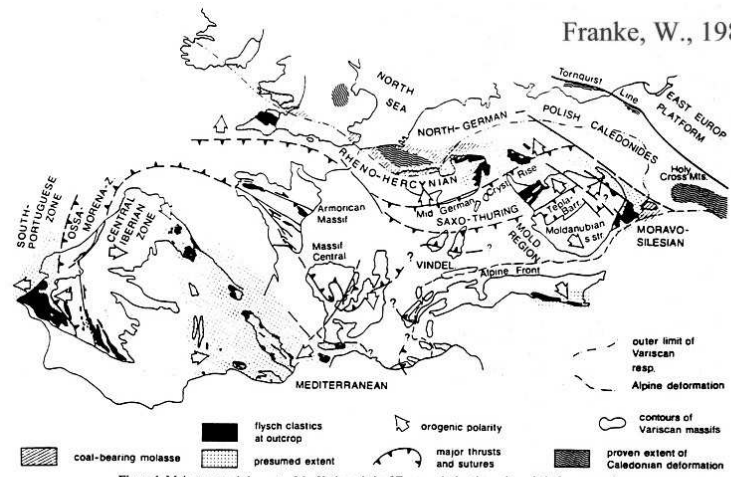 Franke, W., 198
NORTH
SEA
Tornquist
Line
EAST EUROP
PLATFORM
NORTH-GERMAN
POLISH CALEDONIDES
RHENO-HERCYNIAN
Holy
Cross Mts.
SOUTH-
PORTUGUESE
ZONE
OSSA-
MORENA-Z.
CENTRAL
IBERIAN
ZONE
Armorican
Massif
Mid German Cryst. Rise
SAXO-THURING
Tepla-
Barr.
MOLD
REGION
Moldanubian
s str.
MORAVO-
SILESIAN
Massif
Central
?
VINDEL
?
?
?
?
Alpine Front
MEDITERRANEAN
outer limit of
Variscan
resp.
Alpine deformation
flysch clastics
at outcrop
orogenic polarity
contours of
Variscan massifs
coal-bearing molasse
presumed extent
major thrusts
and sutures
proven extent of
Caledonian deformation